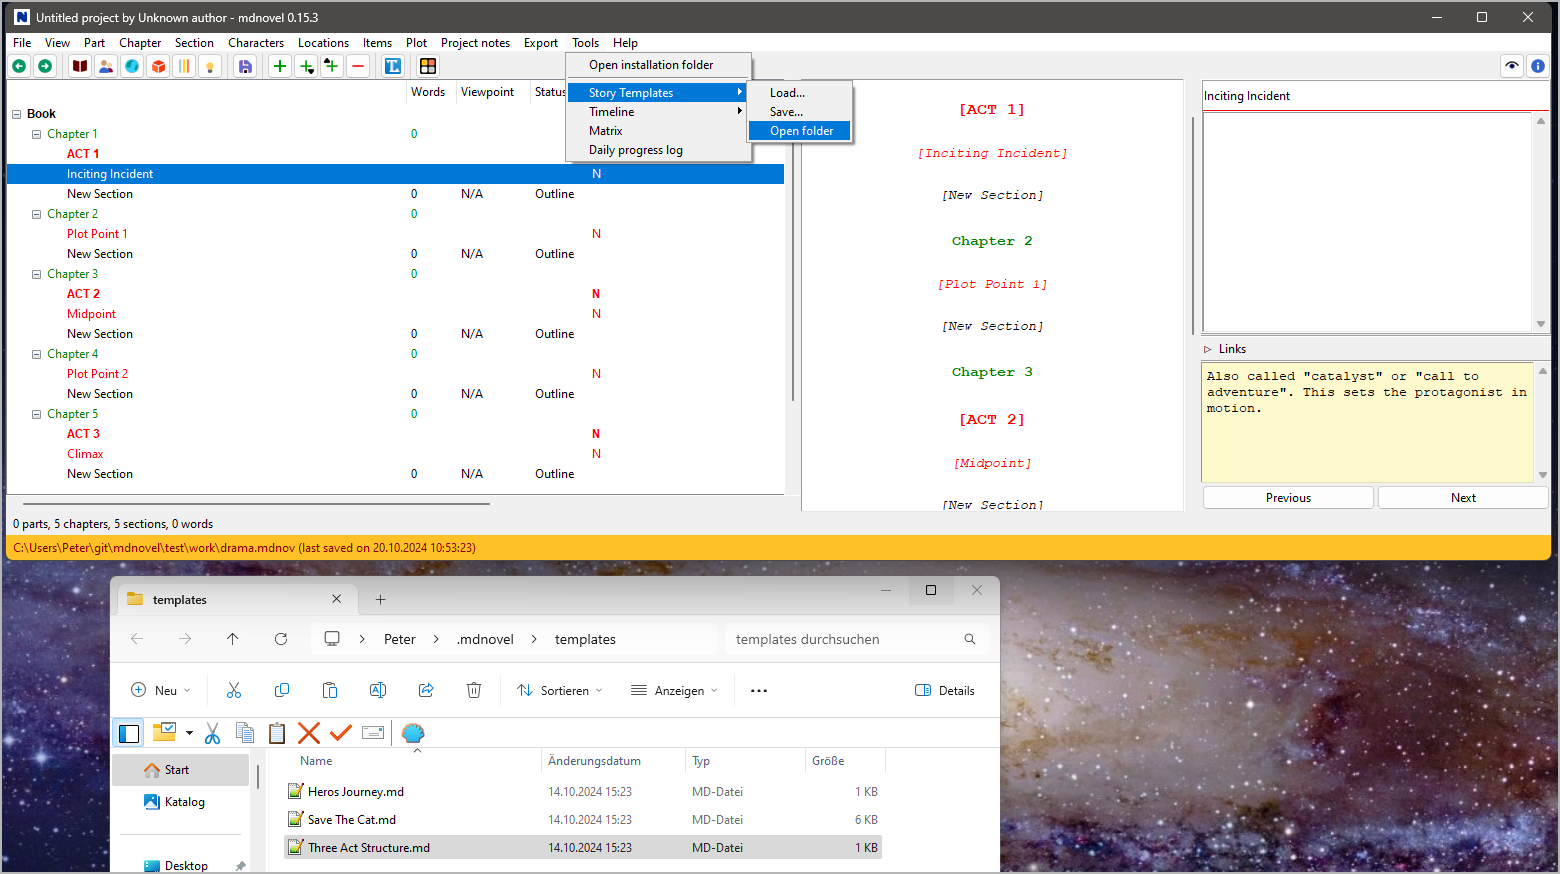 Untitled project by Unknown author - mdnovel 0.15.3
File View Part Chapter Section Characters Locations Items Plot Project notes Export Tools Help
Open installation folder
Story Templates
Timeline
Matrix
Daily progress log
Load...
Save...
Open folder
Words Viewpoint Status
Book
Chapter 1 0
ACT 1
Inciting Incident N
New Section 0 N/A Outline
Chapter 2 0
Plot Point 1 N
New Section 0 N/A Outline
Chapter 3 0
ACT 2 N
Midpoint N
New Section 0 N/A Outline
Chapter 4 0
Plot Point 2 N
New Section 0 N/A Outline
Chapter 5 0
ACT 3 N
Climax N
New Section 0 N/A Outline
[ACT 1]
[Inciting Incident]
[New Section]
Chapter 2
[Plot Point 1]
[New Section]
Chapter 3
[ACT 2]
[Midpoint]
[New Section]
Inciting Incident
Links
Also called "catalyst" or "call to
adventure". This sets the protagonist in
motion.
Previous Next
0 parts, 5 chapters, 5 sections, 0 words
C:\Users\Peter\git\mdnovel\test\work\drama.mdnov (last saved on 20.10.2024 10:53:23)
templates
Peter > .mdnovel > templates
templates durchsuchen
Neu Sortieren Anzeigen Details
Start
Katalog
Desktop
Name Änderungsdatum Typ Größe
Heros Journey.md 14.10.2024 15:23 MD-Datei 1 KB
Save The Cat.md 14.10.2024 15:23 MD-Datei 6 KB
Three Act Structure.md 14.10.2024 15:23 MD-Datei 1 KB